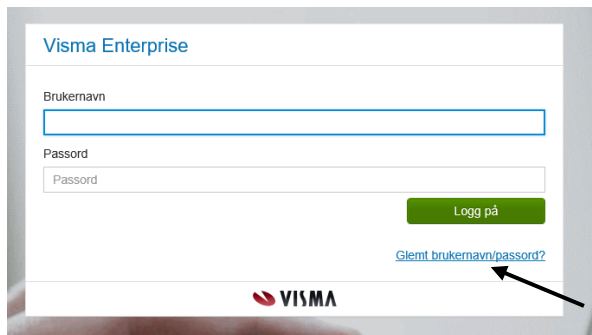 Visma Enterprise
Brukernavn
Passord
Passord
Logg på
Glemt brukernavn/passord?
VISMA